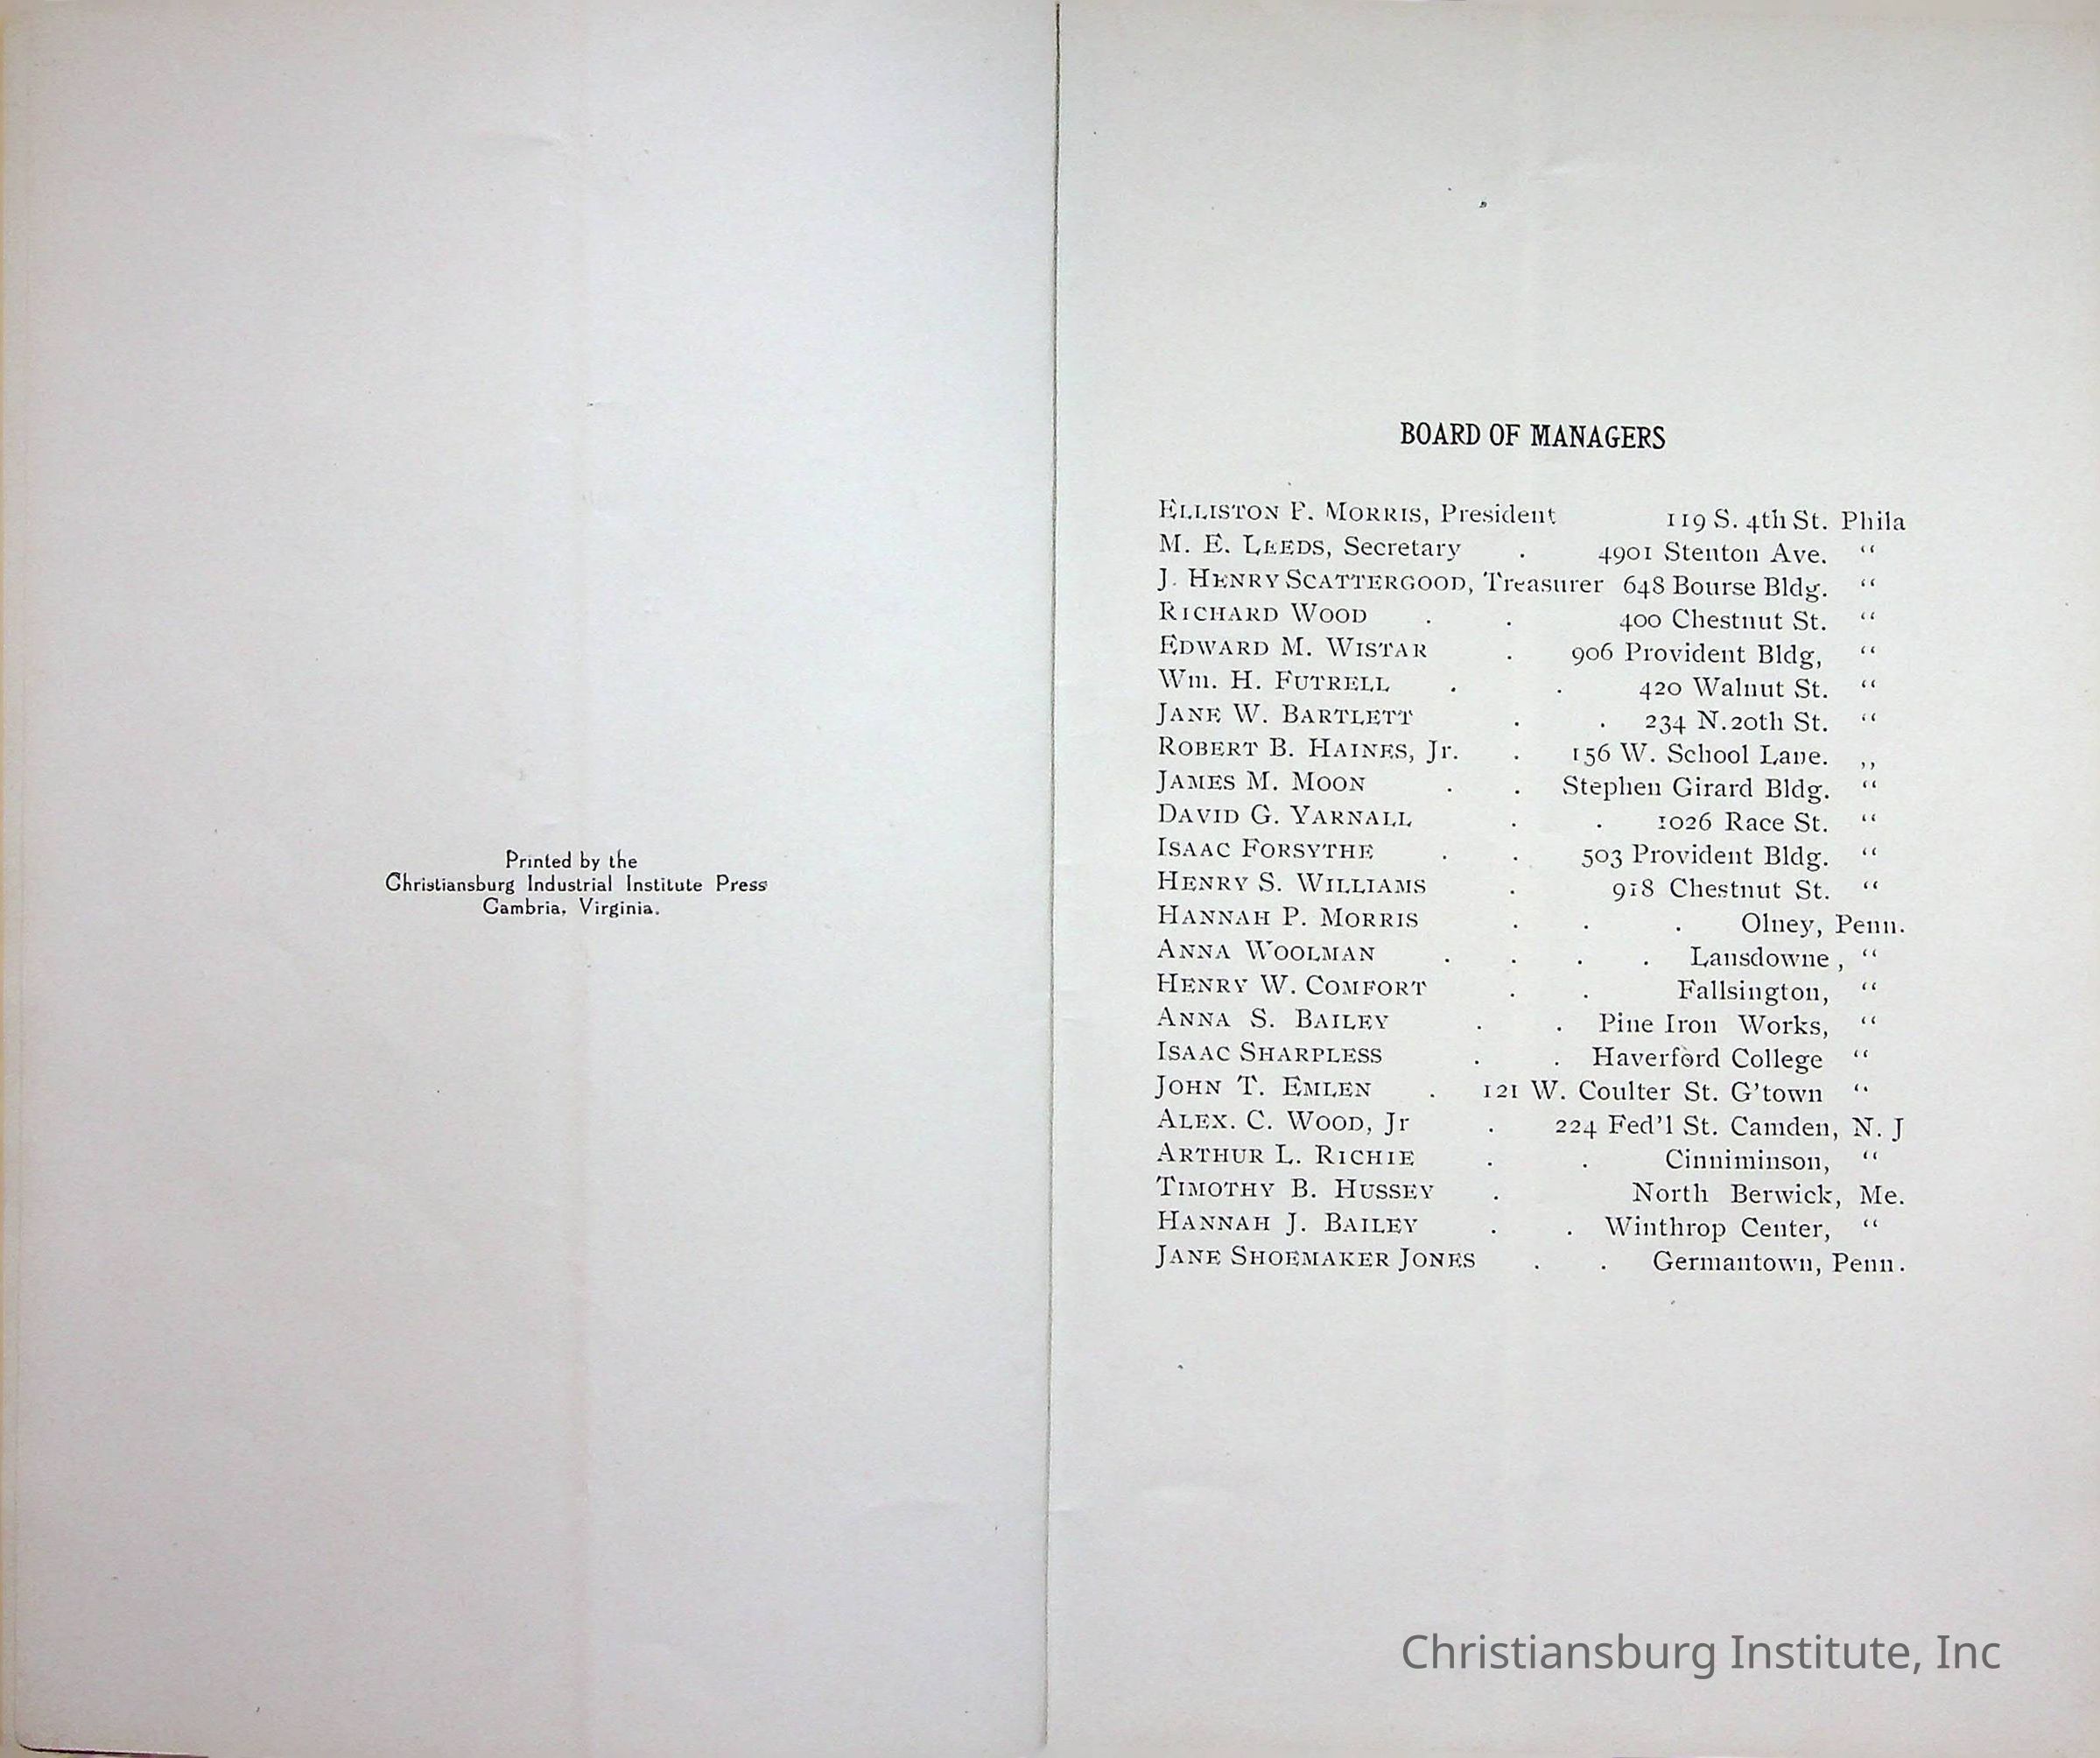 Printed by the
Christiansburg Industrial Institute Press
Cambria, Virginia.
BOARD OF MANAGERS
ELLISTON P. MORRIS, President 119 S. 4th St. Phila
M. E. LEEDS, Secretary . 4901 Stenton Ave. “
J. HENRY SCATTERGOOD, Treasurer 648 Bourse Bldg. “
RICHARD WOOD . . 400 Chestnut St. “
EDWARD M. WISTAR . 906 Provident Bldg, “
Wm. H. FUTRELL . . 420 Walnut St. “
JANE W. BARTLETT . . 234 N.20th St. “
ROBERT B. HAINES, Jr. . 156 W. School Lane. ,,
JAMES M. MOON . . Stephen Girard Bldg. “
DAVID G. YARNALL . . 1026 Race St. “
ISAAC FORSYTHE . . 503 Provident Bldg. “
HENRY S. WILLIAMS . 918 Chestnut St. “
HANNAH P. MORRIS . . . Olney, Penn.
ANNA WOOLMAN . . . . Lansdowne , “
HENRY W. COMFORT . . Fallsington, “
ANNA S. BAILEY . . Pine Iron Works, “
ISAAC SHARPLESS . . Haverford College “
JOHN T. EMLEN . 121 W. Coulter St. G'town “
ALEX. C. WOOD, Jr . 224 Fed'l St. Camden, N. J
ARTHUR L. RICHIE . . Cinniminson, “
TIMOTHY B. HUSSEY . North Berwick, Me.
HANNAH J. BAILEY . . Winthrop Center, “
JANE SHOEMAKER JONES . . Germantown, Penn.
Christiansburg Institute, Inc